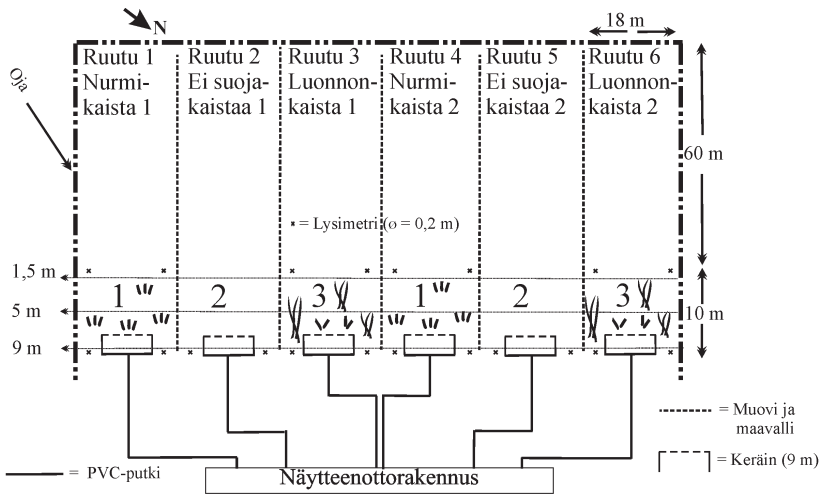 N
18 m
Oja
Ruutu 1
Nurmi-
kaista 1
Ruutu 2
Ei suoja-
kaistaa 1
Ruutu 3
Luonnon-
kaista 1
Ruutu 4
Nurmi-
kaista 2
Ruutu 5
Ei suoja-
kaistaa 2
Ruutu 6
Luonnon-
kaista 2
60 m
× = Lysimetri (ø = 0,2 m)
1,5 m
5 m
9 m
1
2
3
1
2
3
10 m
= Muovi ja
maavalli
= Keräin (9 m)
= PVC-putki
Näytteenottorakennus